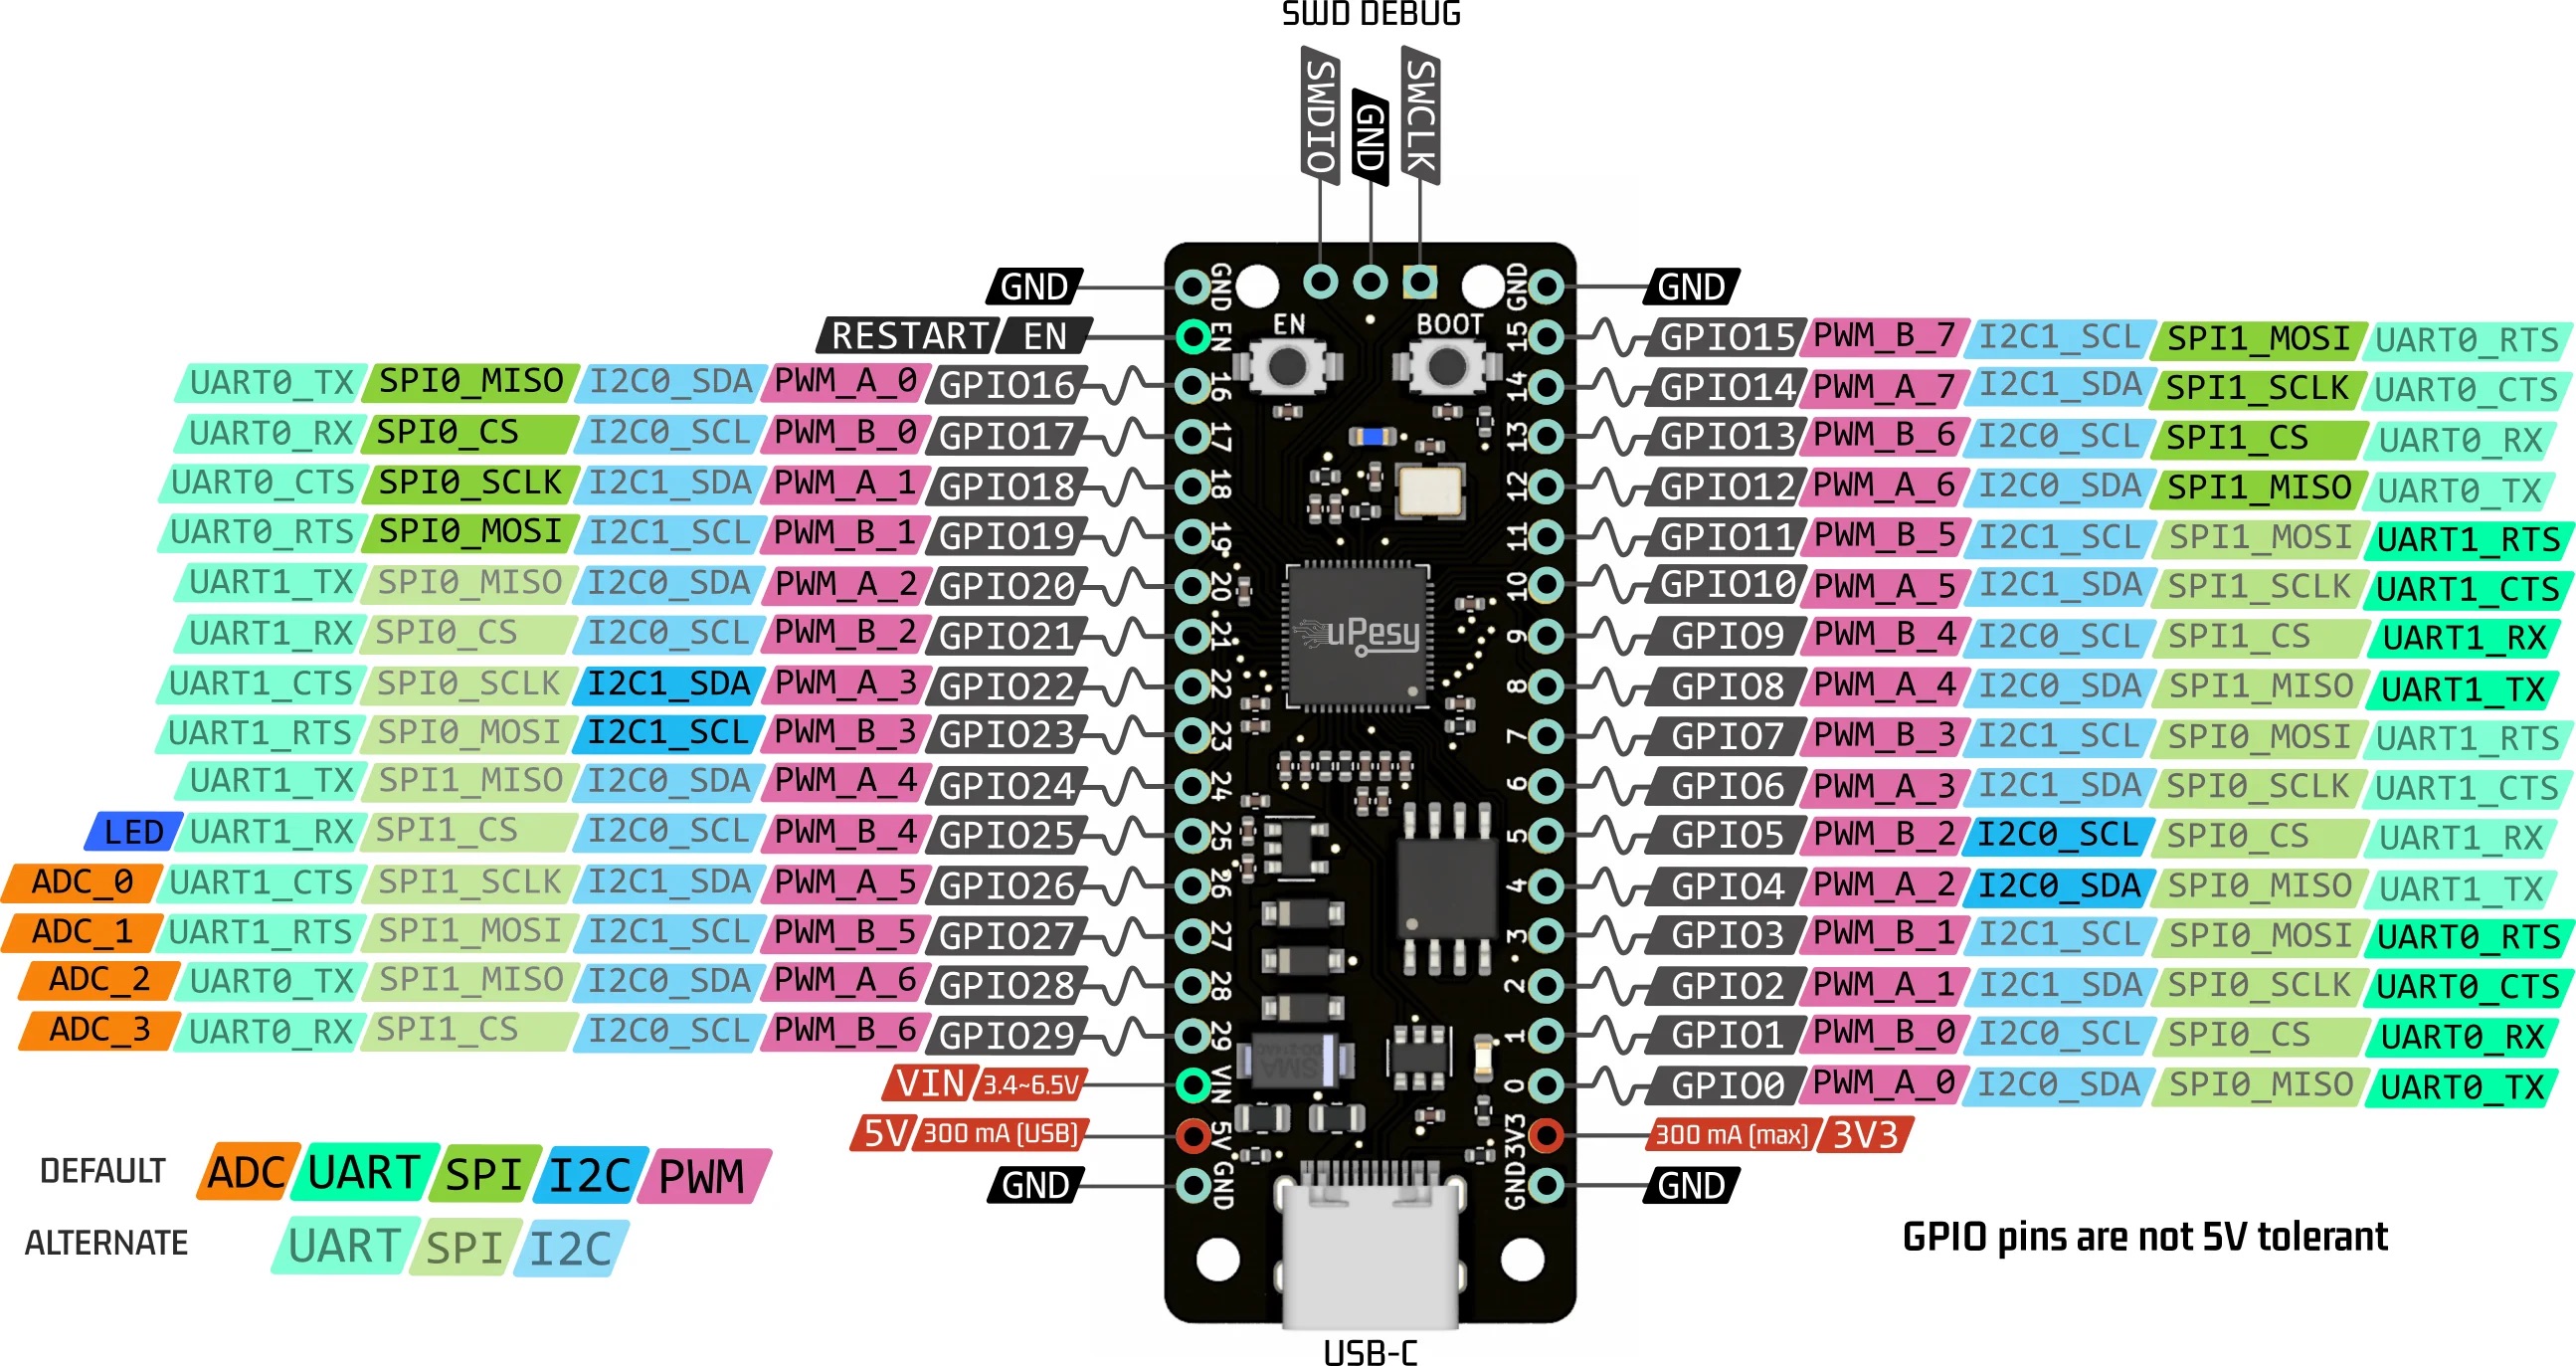 SWD DEBUG
SWDIO GND SWCLK
GND GND GND GND
RESTART EN EN EN BOOT 15 GPIO15 PWM_B_7 I2C1_SCL SPI1_MOSI UART0_RTS
UART0_TX SPI0_MISO I2C0_SDA PWM_A_0 GPIO16 16 14 GPIO14 PWM_A_7 I2C1_SDA SPI1_SCLK UART0_CTS
UART0_RX SPI0_CS I2C0_SCL PWM_B_0 GPIO17 17 13 GPIO13 PWM_B_6 I2C0_SCL SPI1_CS UART0_RX
UART0_CTS SPI0_SCLK I2C1_SDA PWM_A_1 GPIO18 18 12 GPIO12 PWM_A_6 I2C0_SDA SPI1_MISO UART0_TX
UART0_RTS SPI0_MOSI I2C1_SCL PWM_B_1 GPIO19 19 11 GPIO11 PWM_B_5 I2C1_SCL SPI1_MOSI UART1_RTS
UART1_TX SPI0_MISO I2C0_SDA PWM_A_2 GPIO20 20 10 GPIO10 PWM_A_5 I2C1_SDA SPI1_SCLK UART1_CTS
UART1_RX SPI0_CS I2C0_SCL PWM_B_2 GPIO21 21 uPesy 9 GPIO9 PWM_B_4 I2C0_SCL SPI1_CS UART1_RX
UART1_CTS SPI0_SCLK I2C1_SDA PWM_A_3 GPIO22 22 8 GPIO8 PWM_A_4 I2C0_SDA SPI1_MISO UART1_TX
UART1_RTS SPI0_MOSI I2C1_SCL PWM_B_3 GPIO23 23 7 GPIO7 PWM_B_3 I2C1_SCL SPI0_MOSI UART1_RTS
UART1_TX SPI1_MISO I2C0_SDA PWM_A_4 GPIO24 24 6 GPIO6 PWM_A_3 I2C1_SDA SPI0_SCLK UART1_CTS
LED UART1_RX SPI1_CS I2C0_SCL PWM_B_4 GPIO25 25 5 GPIO5 PWM_B_2 I2C0_SCL SPI0_CS UART1_RX
ADC_0 UART1_CTS SPI1_SCLK I2C1_SDA PWM_A_5 GPIO26 26 4 GPIO4 PWM_A_2 I2C0_SDA SPI0_MISO UART1_TX
ADC_1 UART1_RTS SPI1_MOSI I2C1_SCL PWM_B_5 GPIO27 27 3 GPIO3 PWM_B_1 I2C1_SCL SPI0_MOSI UART0_RTS
ADC_2 UART0_TX SPI1_MISO I2C0_SDA PWM_A_6 GPIO28 28 2 GPIO2 PWM_A_1 I2C1_SDA SPI0_SCLK UART0_CTS
ADC_3 UART0_RX SPI1_CS I2C0_SCL PWM_B_6 GPIO29 29 1 GPIO1 PWM_B_0 I2C0_SCL SPI0_CS UART0_RX
VIN 3.4~6.5V VIN 0 GPIO0 PWM_A_0 I2C0_SDA SPI0_MISO UART0_TX
5V 300 mA (USB) 5V 3V3 300 mA (max) 3V3
GND GND GND GND
DEFAULT ADC UART SPI I2C PWM
ALTERNATE UART SPI I2C
GPIO pins are not 5V tolerant
USB-C